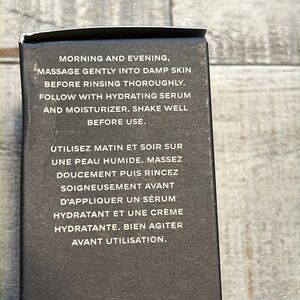 MORNING AND EVENING,
MASSAGE GENTLY INTO DAMP SKIN
BEFORE RINSING THOROUGHLY.
FOLLOW WITH HYDRATING SERUM
AND MOISTURIZER. SHAKE WELL
BEFORE USE.
UTILISEZ MATIN ET SOIR SUR
UNE PEAU HUMIDE. MASSEZ
DOUCEMENT PUIS RINCEZ
SOIGNEUSEMENT AVANT
D'APPLIQUER UN SÉRUM
HYDRATANT ET UNE CRÈME
HYDRATANTE. BIEN AGITER
AVANT UTILISATION.